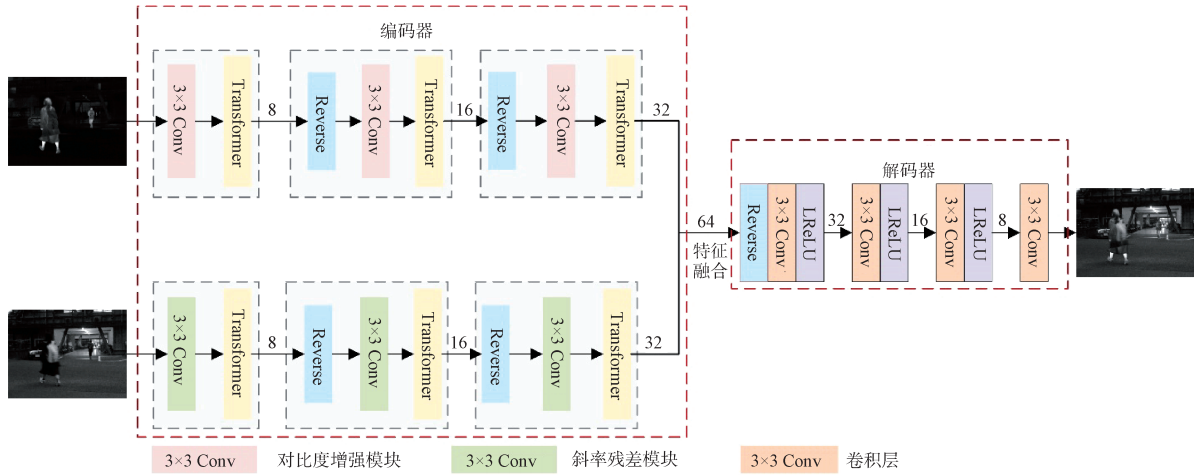 编码器
3×3 Conv
Transformer
8
Reverse
3×3 Conv
Transformer
16
Reverse
3×3 Conv
Transformer
32
3×3 Conv
Transformer
8
Reverse
3×3 Conv
Transformer
16
Reverse
3×3 Conv
Transformer
32
64
特征
融合
解码器
Reverse
3×3 Conv
LReLU
32
3×3 Conv
LReLU
16
3×3 Conv
LReLU
8
3×3 Conv
3×3 Conv 对比度增强模块
3×3 Conv 斜率残差模块
3×3 Conv 卷积层